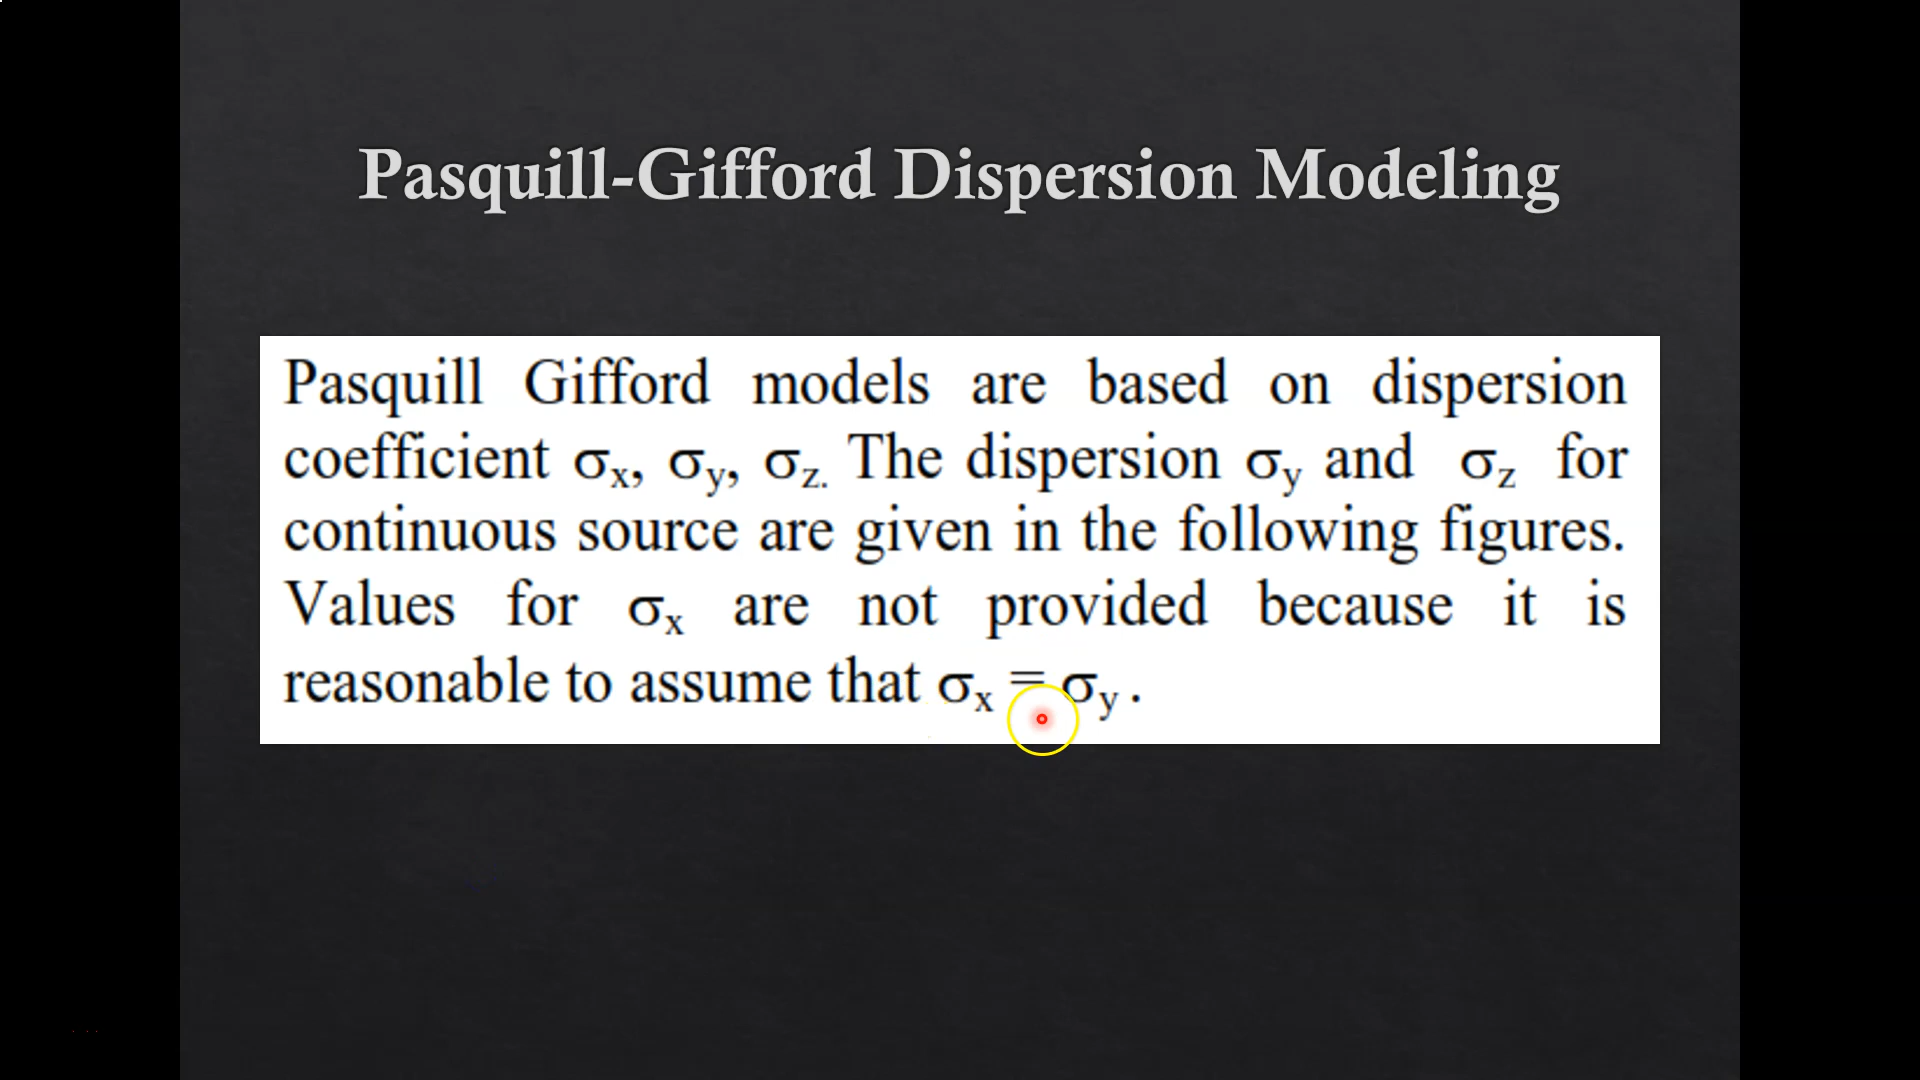 Pasquill-Gifford Dispersion Modeling
Pasquill Gifford models are based on dispersion
coefficient σₓ, σy, σz. The dispersion σy and σz for
continuous source are given in the following figures.
Values for σₓ are not provided because it is
reasonable to assume that σₓ = σy .